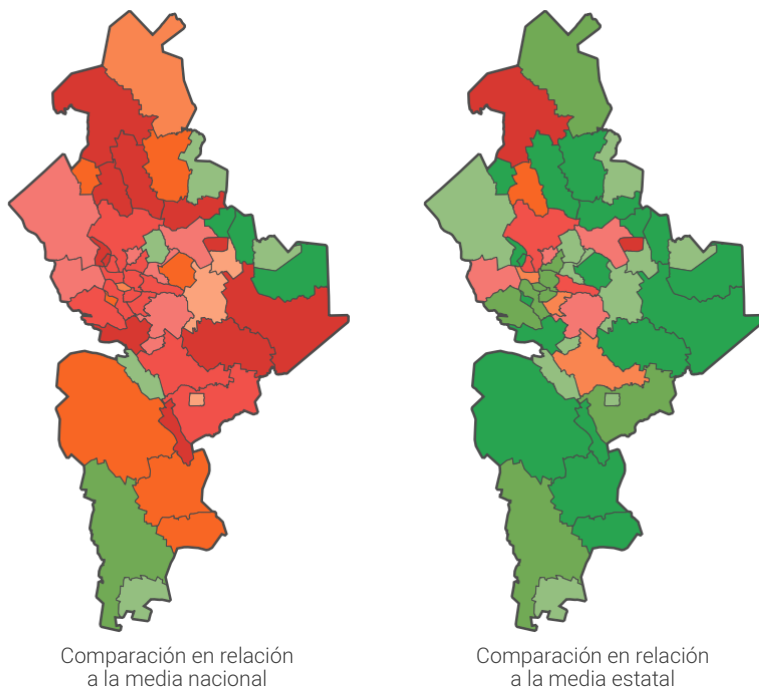 Comparación en relación
a la media nacional
Comparación en relación
a la media estatal